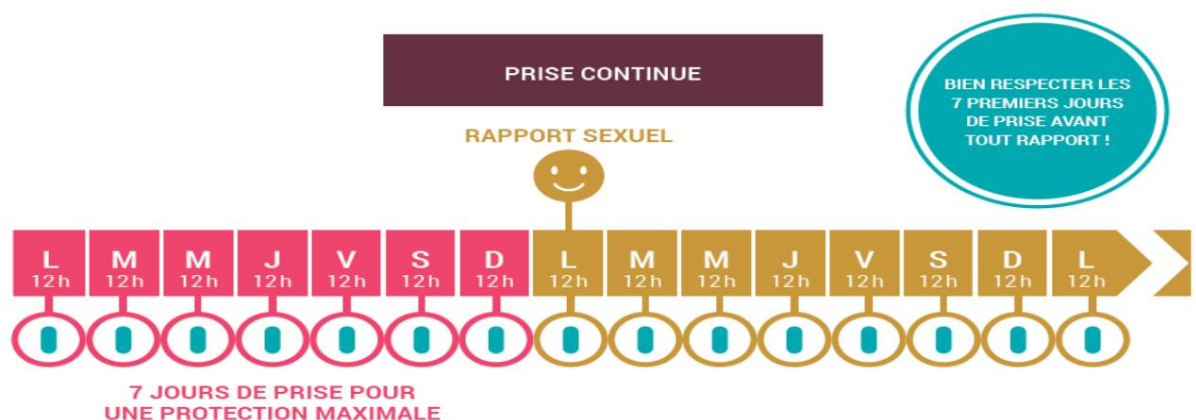 PRISE CONTINUE
BIEN RESPECTER LES
7 PREMIERS JOURS
DE PRISE AVANT
TOUT RAPPORT !
RAPPORT SEXUEL
L M M J V S D L M M J V S D L
12h 12h 12h 12h 12h 12h 12h 12h 12h 12h 12h 12h 12h 12h 12h
7 JOURS DE PRISE POUR
UNE PROTECTION MAXIMALE